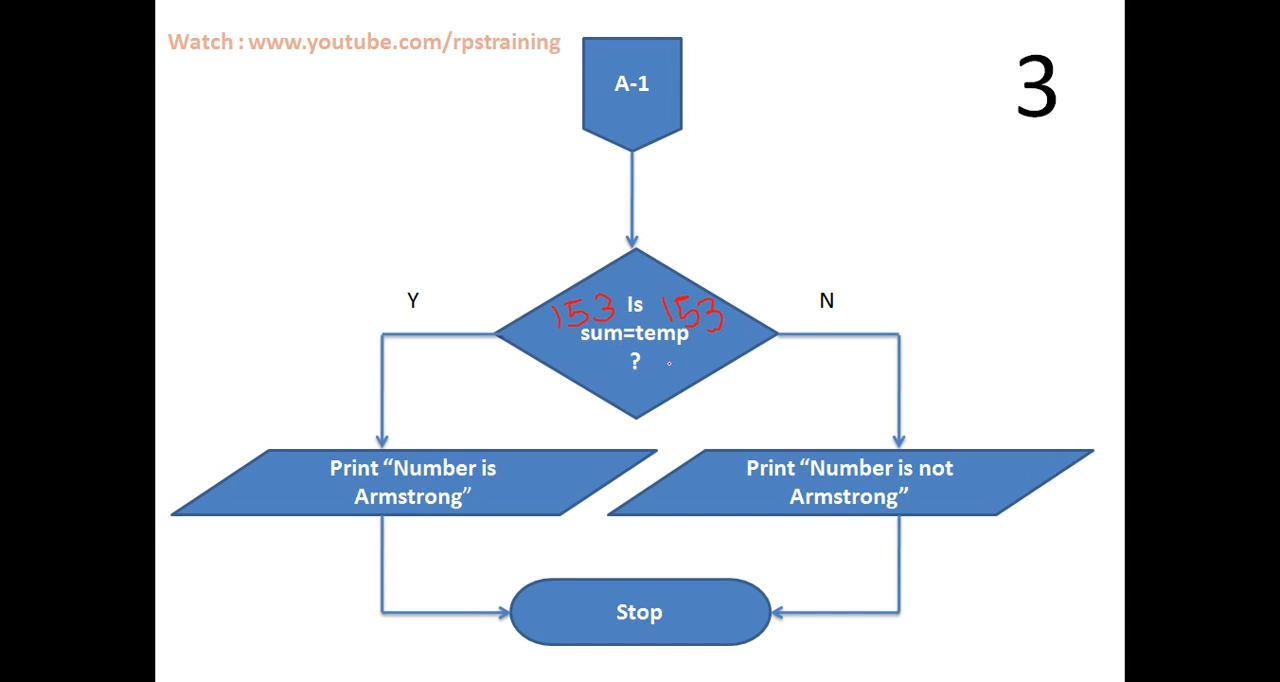 Watch : www.youtube.com/rpstraining
A-1
3
Y
N
153 Is 153
sum=temp
?
Print “Number is
Armstrong”
Print “Number is not
Armstrong”
Stop